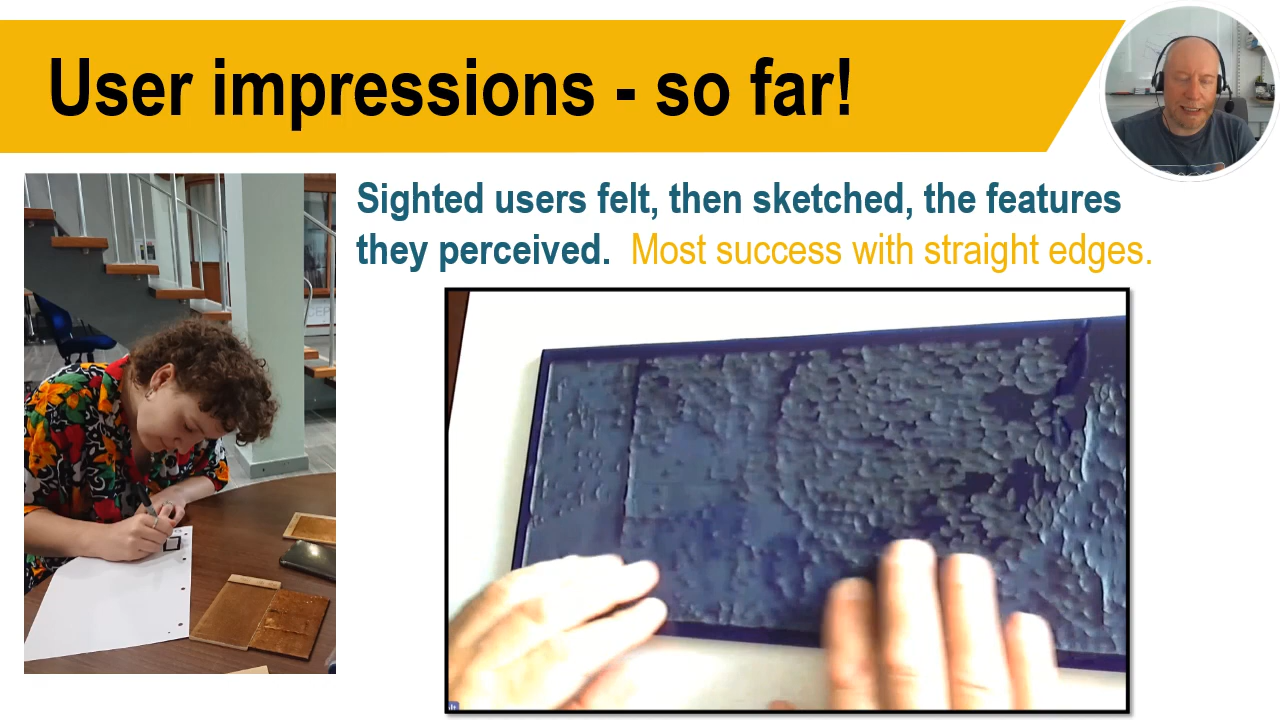 User impressions - so far!
Sighted users felt, then sketched, the features
they perceived. Most success with straight edges.